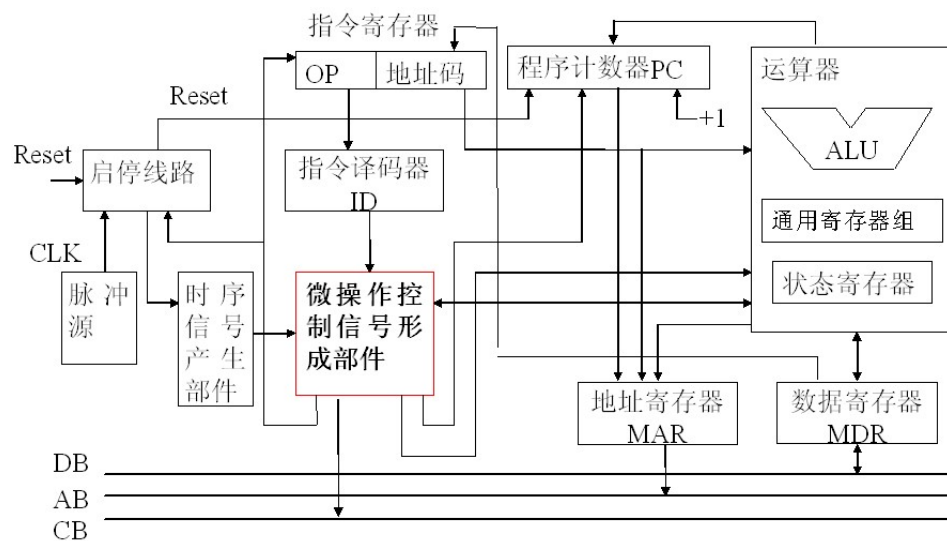 指令寄存器
OP 地址码
程序计数器PC
运算器
Reset
+1
ALU
Reset
启停线路
指令译码器
ID
通用寄存器组
CLK
脉 冲
源
时 序
信 号
产 生
部件
微操作控
制信号形
成部件
状态寄存器
地址寄存器
MAR
数据寄存器
MDR
DB
AB
CB